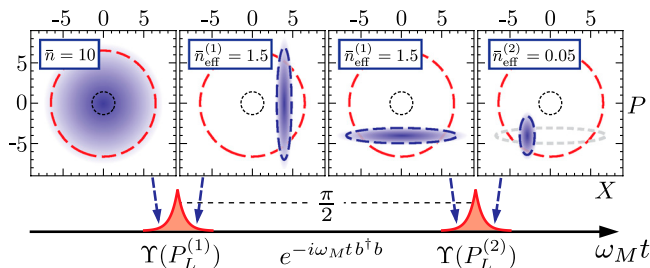 -5 0 5 -5 0 5 -5 0 5 -5 0 5
n̄ = 10
n̄_eff^(1) = 1.5
n̄_eff^(1) = 1.5
n̄_eff^(2) = 0.05
5
0
-5
P
X
π/2
Υ(P_L^(1))
e^{-iω_M t b^†b}
Υ(P_L^(2))
ω_M t